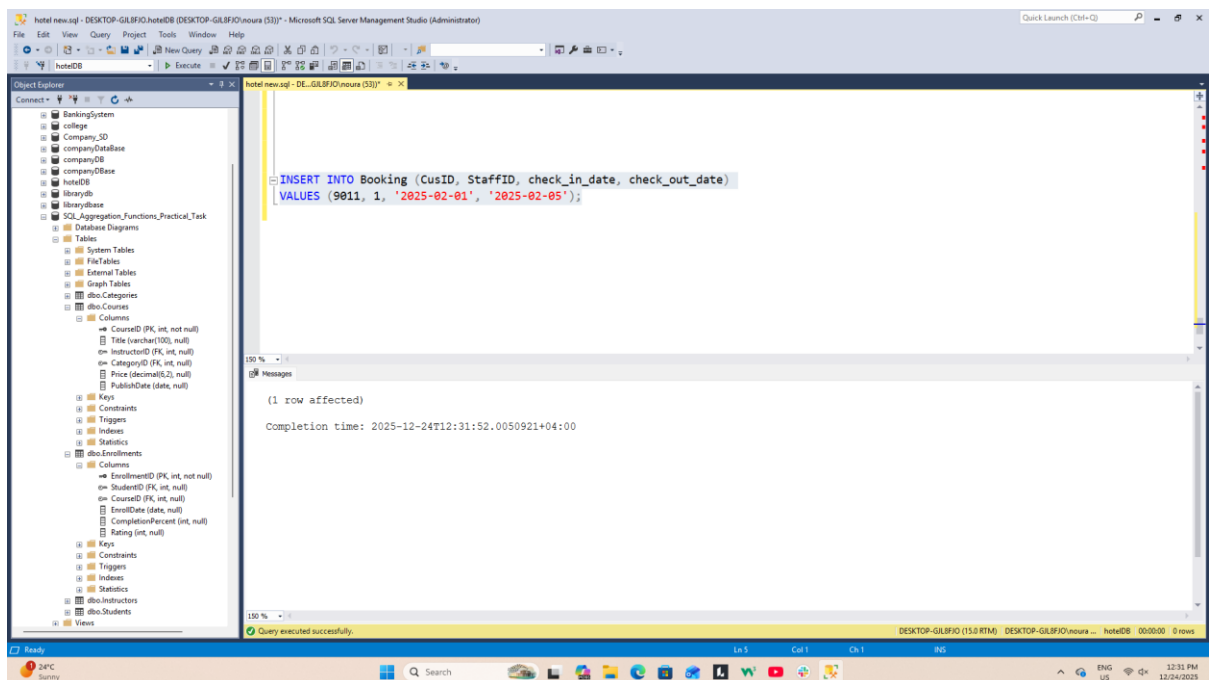 hotel new.sql - DESKTOP-GJL8FJO.hotelDB (DESKTOP-GJL8FJO\noura (53))* - Microsoft SQL Server Management Studio (Administrator)
Quick Launch (Ctrl+Q)
File Edit View Query Project Tools Window Help
New Query
hotelDB
Execute
Object Explorer
hotel new.sql - DE...GJL8FJO\noura (53))*
Connect
BankingSystem
college
Company_SD
companyDataBase
companyDB
companyDBase
hotelDB
librarydb
librarydbase
SQL_Aggregation_Functions_Practical_Task
Database Diagrams
Tables
System Tables
FileTables
External Tables
Graph Tables
dbo.Categories
dbo.Courses
Columns
CourseID (PK, int, not null)
Title (varchar(100), null)
InstructorID (FK, int, null)
CategoryID (FK, int, null)
Price (decimal(6,2), null)
PublishDate (date, null)
Keys
Constraints
Triggers
Indexes
Statistics
dbo.Enrollments
Columns
EnrollmentID (PK, int, not null)
StudentID (FK, int, null)
CourseID (FK, int, null)
EnrollDate (date, null)
CompletionPercent (int, null)
Rating (int, null)
Keys
Constraints
Triggers
Indexes
Statistics
dbo.Instructors
dbo.Students
Views
INSERT INTO Booking (CusID, StaffID, check_in_date, check_out_date)
VALUES (9011, 1, '2025-02-01', '2025-02-05');
150 %
Messages
(1 row affected)
Completion time: 2025-12-24T12:31:52.0050921+04:00
150 %
Query executed successfully.
DESKTOP-GJL8FJO (15.0 RTM) DESKTOP-GJL8FJO\noura ... hotelDB 00:00:00 0 rows
Ready
Ln 5 Col 1 Ch 1 INS
1
24°C
Sunny
Search
ENG
US
12:31 PM
12/24/2025